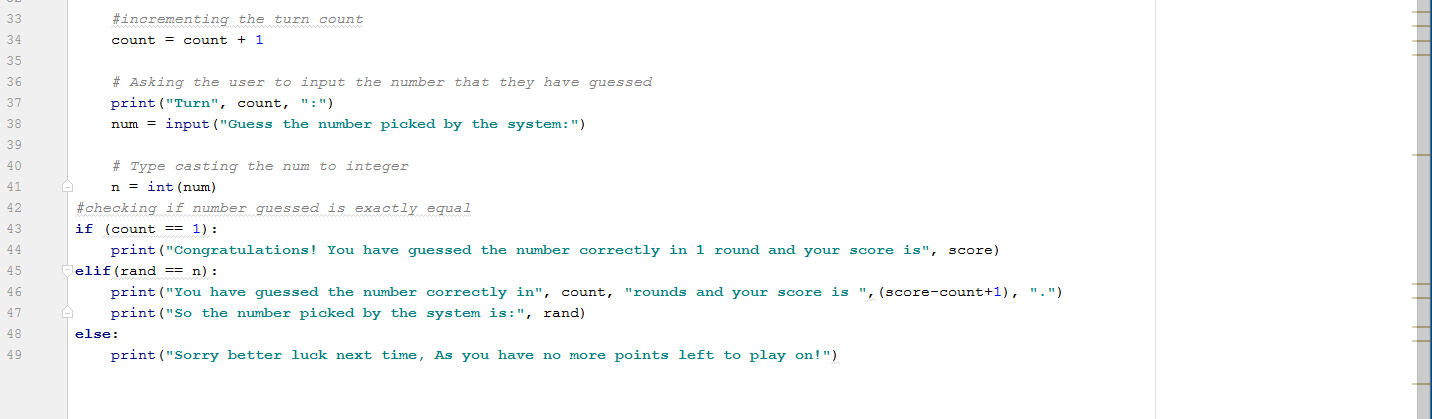 33 #incrementing the turn count
34 count = count + 1
35
36 # Asking the user to input the number that they have guessed
37 print("Turn", count, ":")
38 num = input("Guess the number picked by the system:")
39
40 # Type casting the num to integer
41 n = int(num)
42 #checking if number guessed is exactly equal
43 if (count == 1):
44 print("Congratulations! You have guessed the number correctly in 1 round and your score is", score)
45 elif(rand == n):
46 print("You have guessed the number correctly in", count, "rounds and your score is ",(score-count+1), ".")
47 print("So the number picked by the system is:", rand)
48 else:
49 print("Sorry better luck next time, As you have no more points left to play on!")